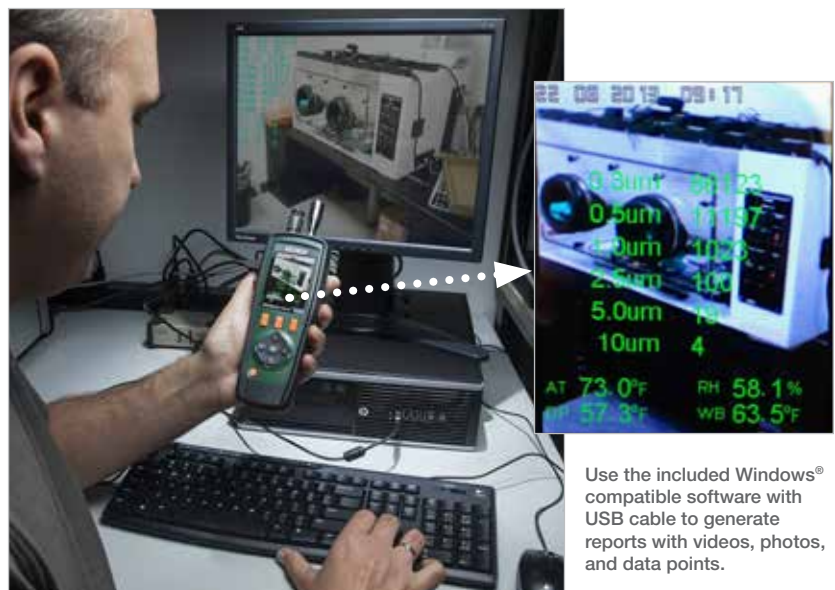 22 08 2013 09:17
0.3um 66123
0.5um 11197
1.0um 1023
2.5um 100
5.0um 19
10um 4
AT 73.0°F RH 58.1%
DP 57.3°F WB 63.5°F
Use the included Windows®
compatible software with
USB cable to generate
reports with videos, photos,
and data points.